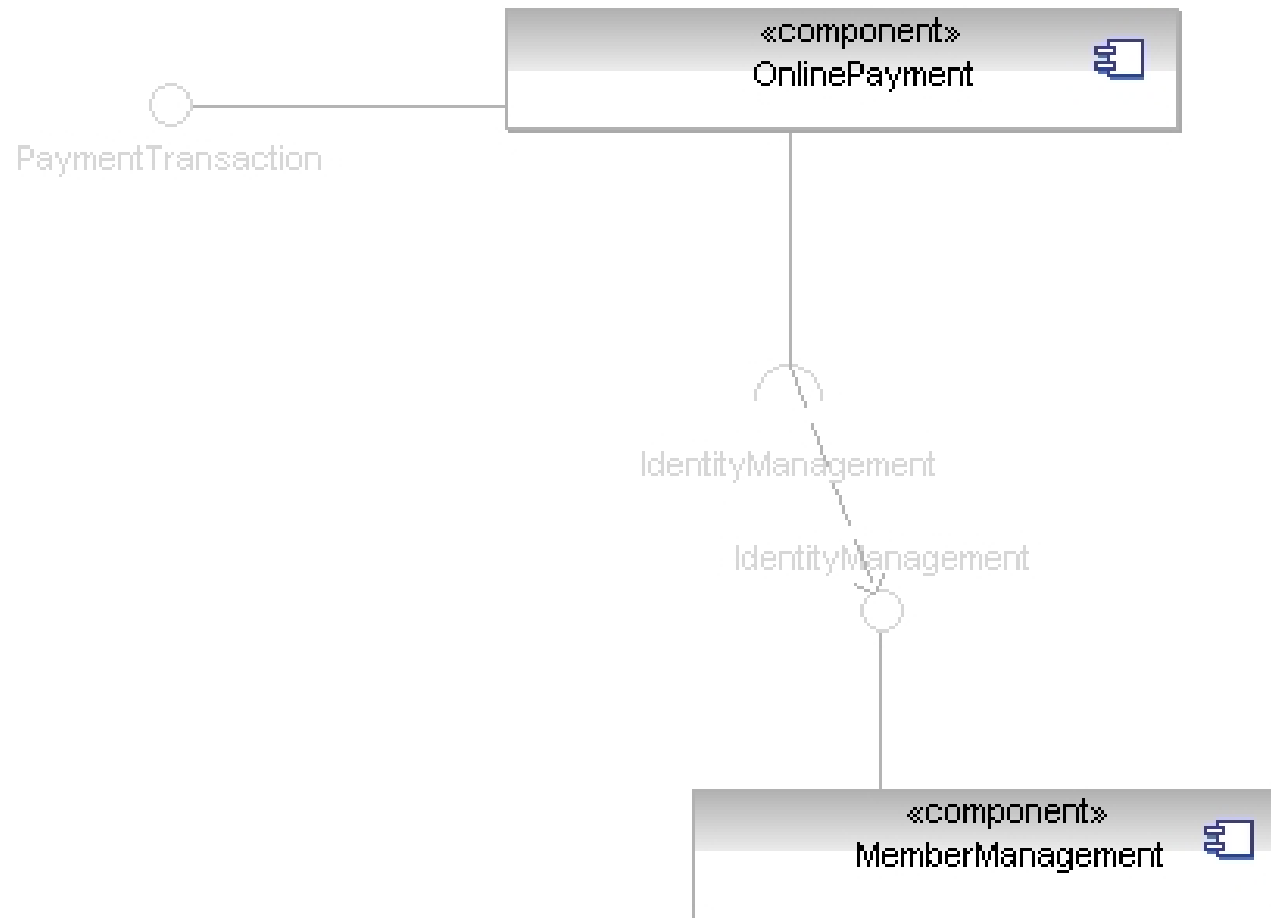 «component»
OnlinePayment
PaymentTransaction
IdentityManagement
IdentityManagement
«component»
MemberManagement